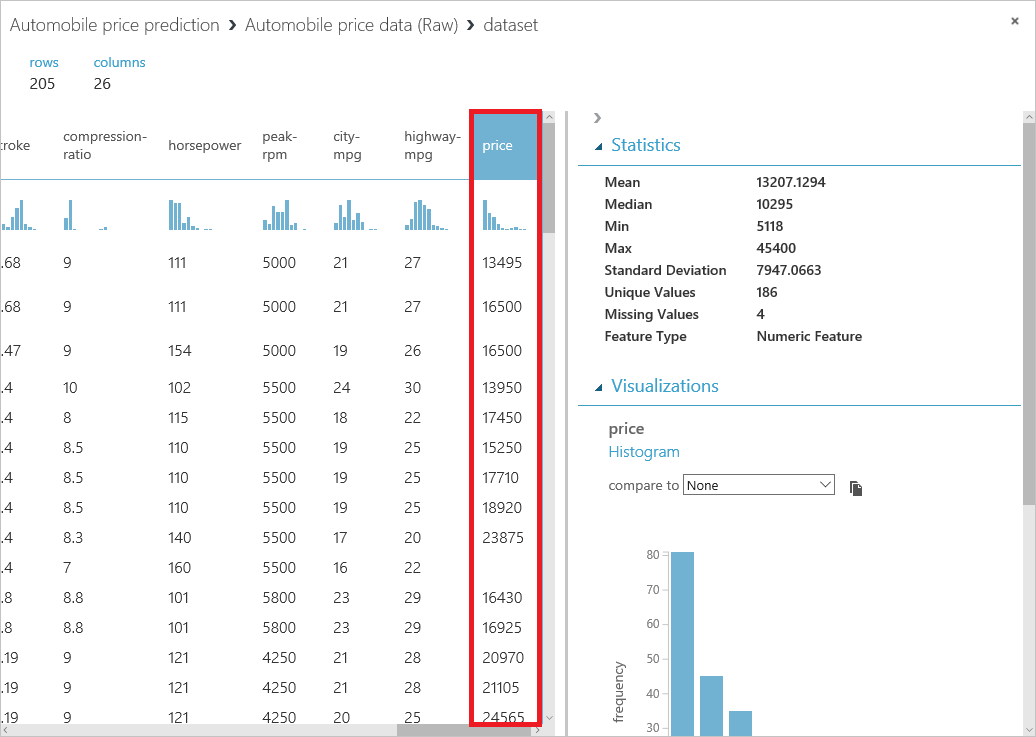 Automobile price prediction › Automobile price data (Raw) › dataset
rows columns
205 26
troke compression-ratio horsepower peak-rpm city-mpg highway-mpg price
.68 9 111 5000 21 27 13495
.68 9 111 5000 21 27 16500
.47 9 154 5000 19 26 16500
.4 10 102 5500 24 30 13950
.4 8 115 5500 18 22 17450
.4 8.5 110 5500 19 25 15250
.4 8.5 110 5500 19 25 17710
.4 8.5 110 5500 19 25 18920
.4 8.3 140 5500 17 20 23875
.4 7 160 5500 16 22
.8 8.8 101 5800 23 29 16430
.8 8.8 101 5800 23 29 16925
.19 9 121 4250 21 28 20970
.19 9 121 4250 21 28 21105
.19 9 121 4250 20 25 24565
Statistics
Mean 13207.1294
Median 10295
Min 5118
Max 45400
Standard Deviation 7947.0663
Unique Values 186
Missing Values 4
Feature Type Numeric Feature
Visualizations
price
Histogram
compare to None
80
70
60
50
40
30
frequency